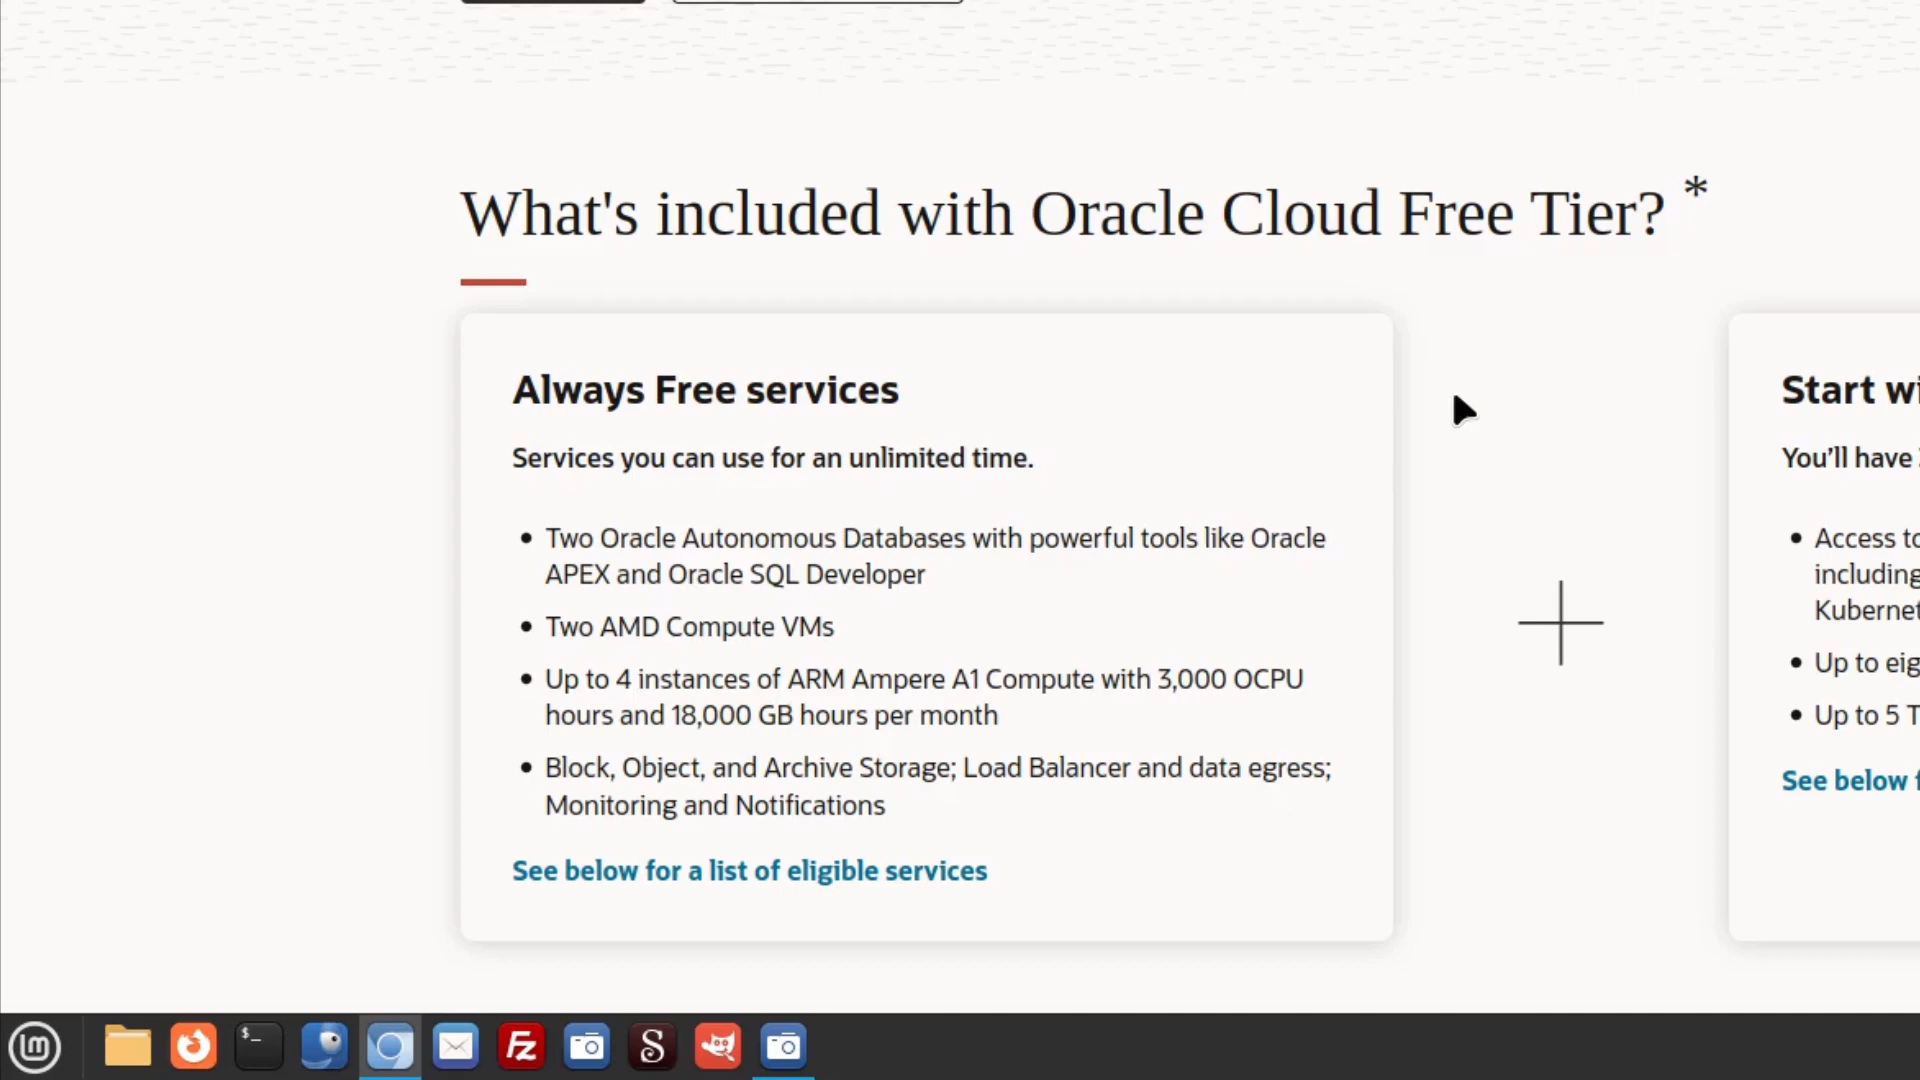 What's included with Oracle Cloud Free Tier? *
Always Free services
Services you can use for an unlimited time.
• Two Oracle Autonomous Databases with powerful tools like Oracle
APEX and Oracle SQL Developer
• Two AMD Compute VMs
• Up to 4 instances of ARM Ampere A1 Compute with 3,000 OCPU
hours and 18,000 GB hours per month
• Block, Object, and Archive Storage; Load Balancer and data egress;
Monitoring and Notifications
See below for a list of eligible services
Start
You'll have
• Access
including
• Up to
• Up to 5
See below
$_
FZ
S